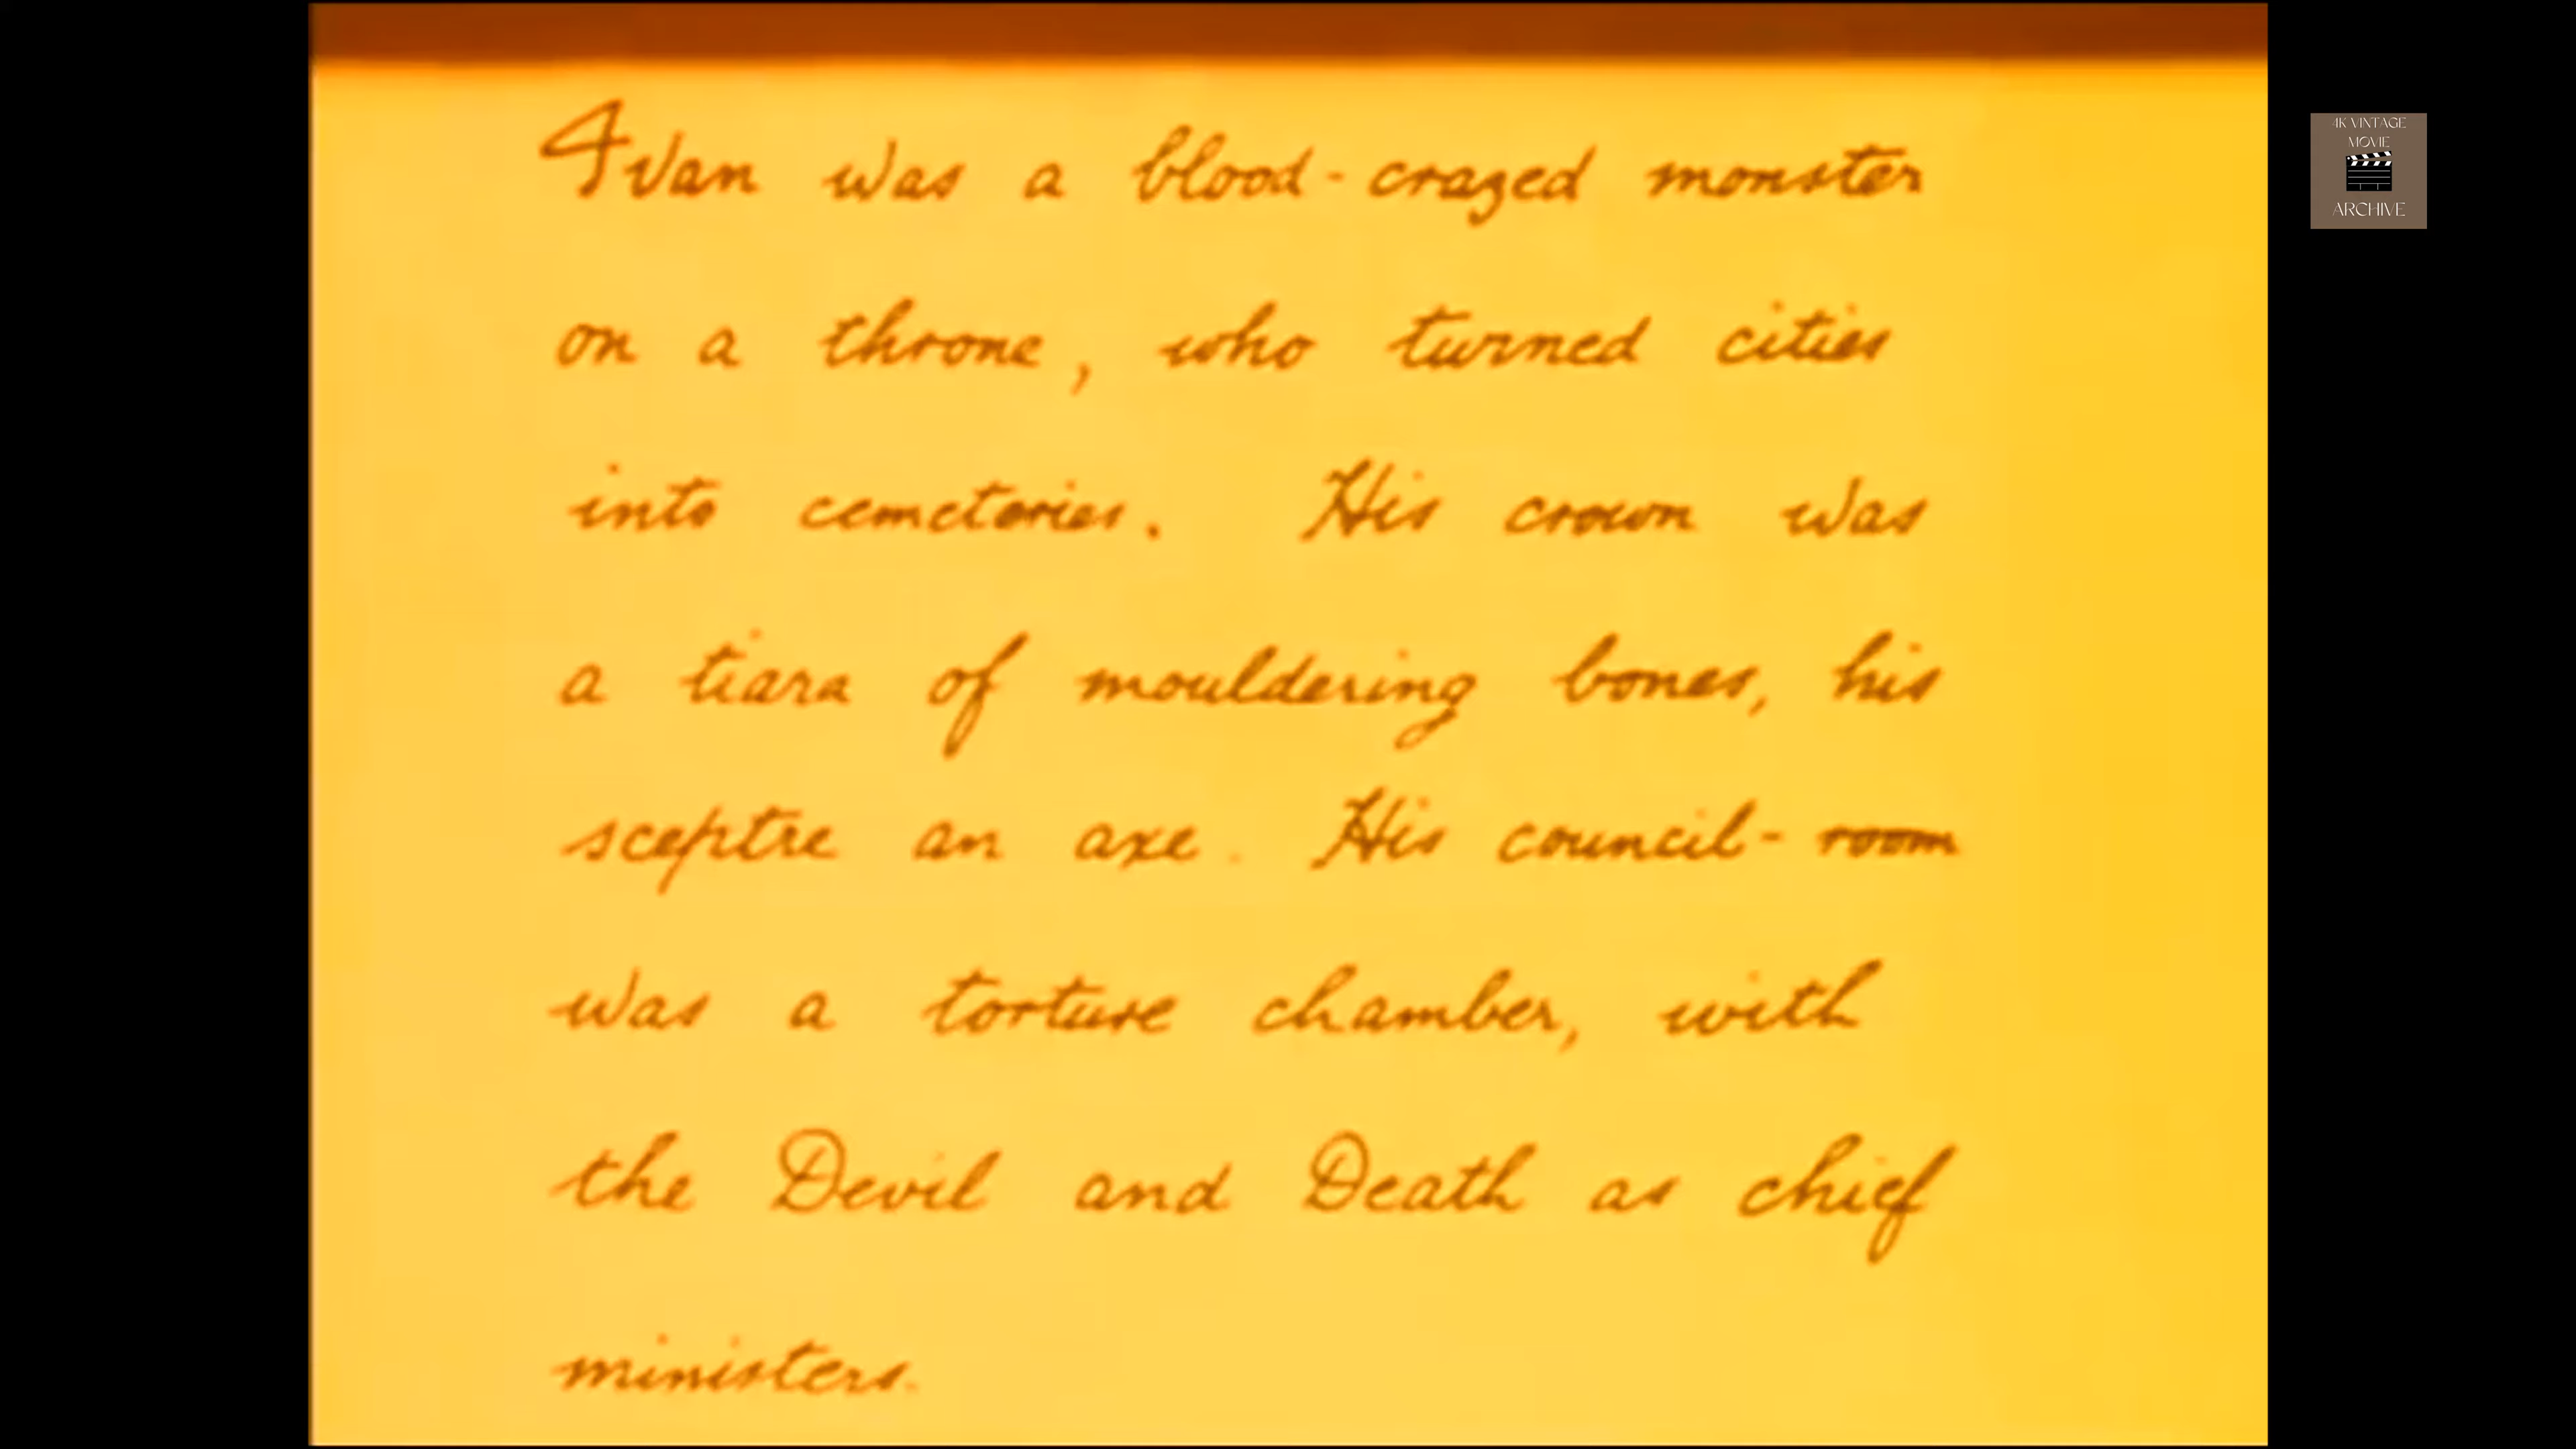 Ivan was a blood-crazed monster
on a throne, who turned cities
into cemeteries. His crown was
a tiara of mouldering bones, his
sceptre an axe. His council-room
was a torture chamber, with
the Devil and Death as chief
ministers.
4K VINTAGE
MOVIE
ARCHIVE